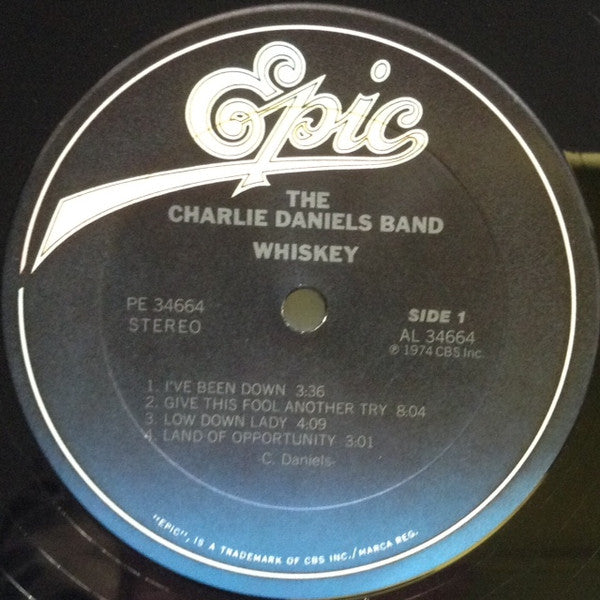 Epic
THE
CHARLIE DANIELS BAND
WHISKEY
PE 34664
STEREO
SIDE 1
AL 34664
℗ 1974 CBS Inc.
1. I'VE BEEN DOWN 3:36
2. GIVE THIS FOOL ANOTHER TRY 8:04
3. LOW DOWN LADY 4:09
4. LAND OF OPPORTUNITY 3:01
-C. Daniels-
"EPIC", IS A TRADEMARK OF CBS INC./MARCA REG.